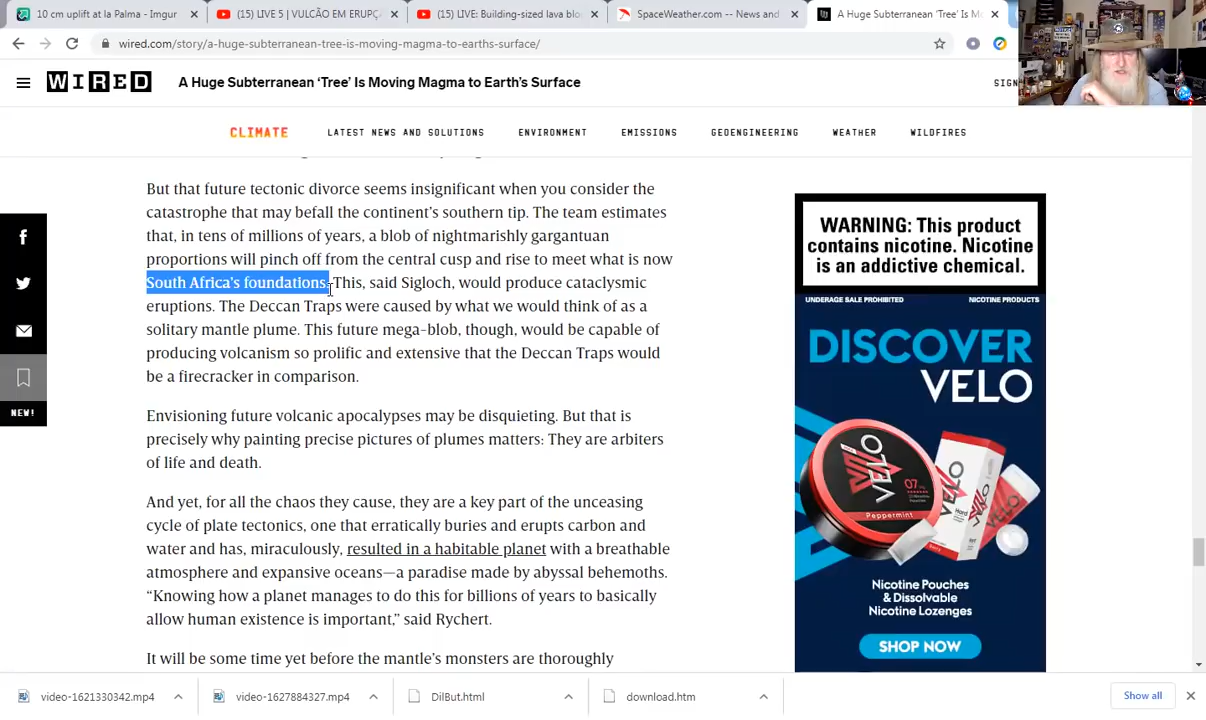 10 cm uplift at la Palma - Imgur
(15) LIVE 5 | VULCÃO EM ERUPÇ
(15) LIVE: Building-sized lava blo
SpaceWeather.com -- News and
A Huge Subterranean 'Tree' Is M
wired.com/story/a-huge-subterranean-tree-is-moving-magma-to-earths-surface/
WIRED
A Huge Subterranean ‘Tree’ Is Moving Magma to Earth’s Surface
SIGN
CLIMATE
LATEST NEWS AND SOLUTIONS
ENVIRONMENT
EMISSIONS
GEOENGINEERING
WEATHER
WILDFIRES
But that future tectonic divorce seems insignificant when you consider the
catastrophe that may befall the continent’s southern tip. The team estimates
that, in tens of millions of years, a blob of nightmarishly gargantuan
proportions will pinch off from the central cusp and rise to meet what is now
South Africa’s foundations. This, said Sigloch, would produce cataclysmic
eruptions. The Deccan Traps were caused by what we would think of as a
solitary mantle plume. This future mega-blob, though, would be capable of
producing volcanism so prolific and extensive that the Deccan Traps would
be a firecracker in comparison.
Envisioning future volcanic apocalypses may be disquieting. But that is
precisely why painting precise pictures of plumes matters: They are arbiters
of life and death.
And yet, for all the chaos they cause, they are a key part of the unceasing
cycle of plate tectonics, one that erratically buries and erupts carbon and
water and has, miraculously, resulted in a habitable planet with a breathable
atmosphere and expansive oceans—a paradise made by abyssal behemoths.
“Knowing how a planet manages to do this for billions of years to basically
allow human existence is important,” said Rychert.
It will be some time yet before the mantle’s monsters are thoroughly
NEW!
WARNING: This product
contains nicotine. Nicotine
is an addictive chemical.
UNDERAGE SALE PROHIBITED
NICOTINE PRODUCTS
DISCOVER
VELO
VELO
07
Peppermint
VELO
Hard
Nicotine Pouches
& Dissolvable
Nicotine Lozenges
SHOP NOW
video-1621330342.mp4
video-1627884327.mp4
DilBut.html
download.htm
Show all